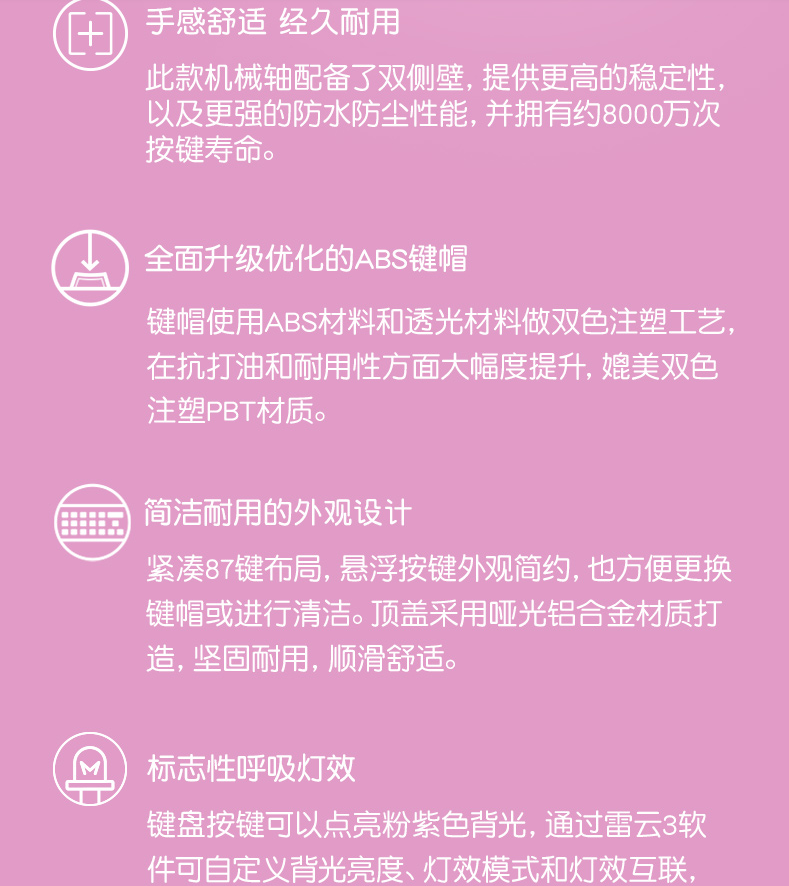 手感舒适 经久耐用
此款机械轴配备了双侧壁, 提供更高的稳定性,
以及更强的防水防尘性能, 并拥有约8000万次
按键寿命。
全面升级优化的ABS键帽
键帽使用ABS材料和透光材料做双色注塑工艺,
在抗打油和耐用性方面大幅度提升, 媲美双色
注塑PBT材质。
简洁耐用的外观设计
紧凑87键布局, 悬浮按键外观简约, 也方便更换
键帽或进行清洁。顶盖采用哑光铝合金材质打
造, 坚固耐用, 顺滑舒适。
标志性呼吸灯效
键盘按键可以点亮粉紫色背光, 通过雷云3软
件可自定义背光亮度、灯效模式和灯效互联,